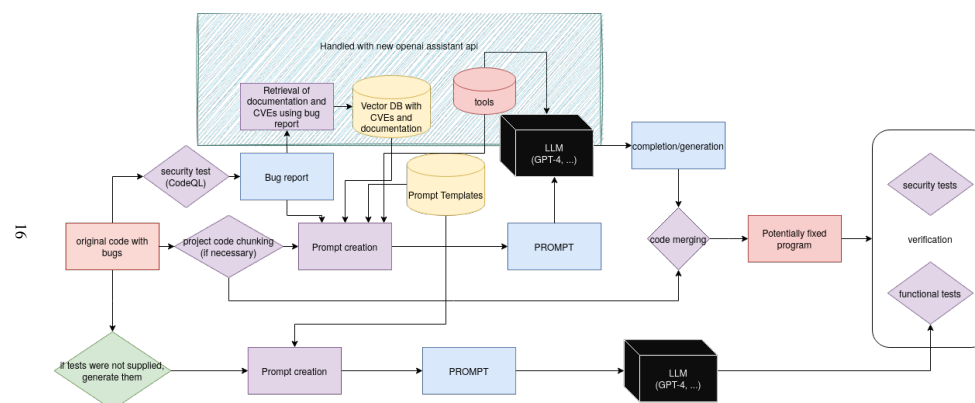 Handled with new openai assistant api
Retrieval of
documentation and
CVEs using bug
report
Vector DB with
CVEs and
documentation
tools
LLM
(GPT-4, ...)
completion/generation
security test
(CodeQL)
Bug report
Prompt Templates
security tests
16
original code with
bugs
project code chunking
(if necessary)
Prompt creation
PROMPT
code merging
Potentially fixed
program
verification
functional tests
if tests were not supplied,
generate them
Prompt creation
PROMPT
LLM
(GPT-4, ...)